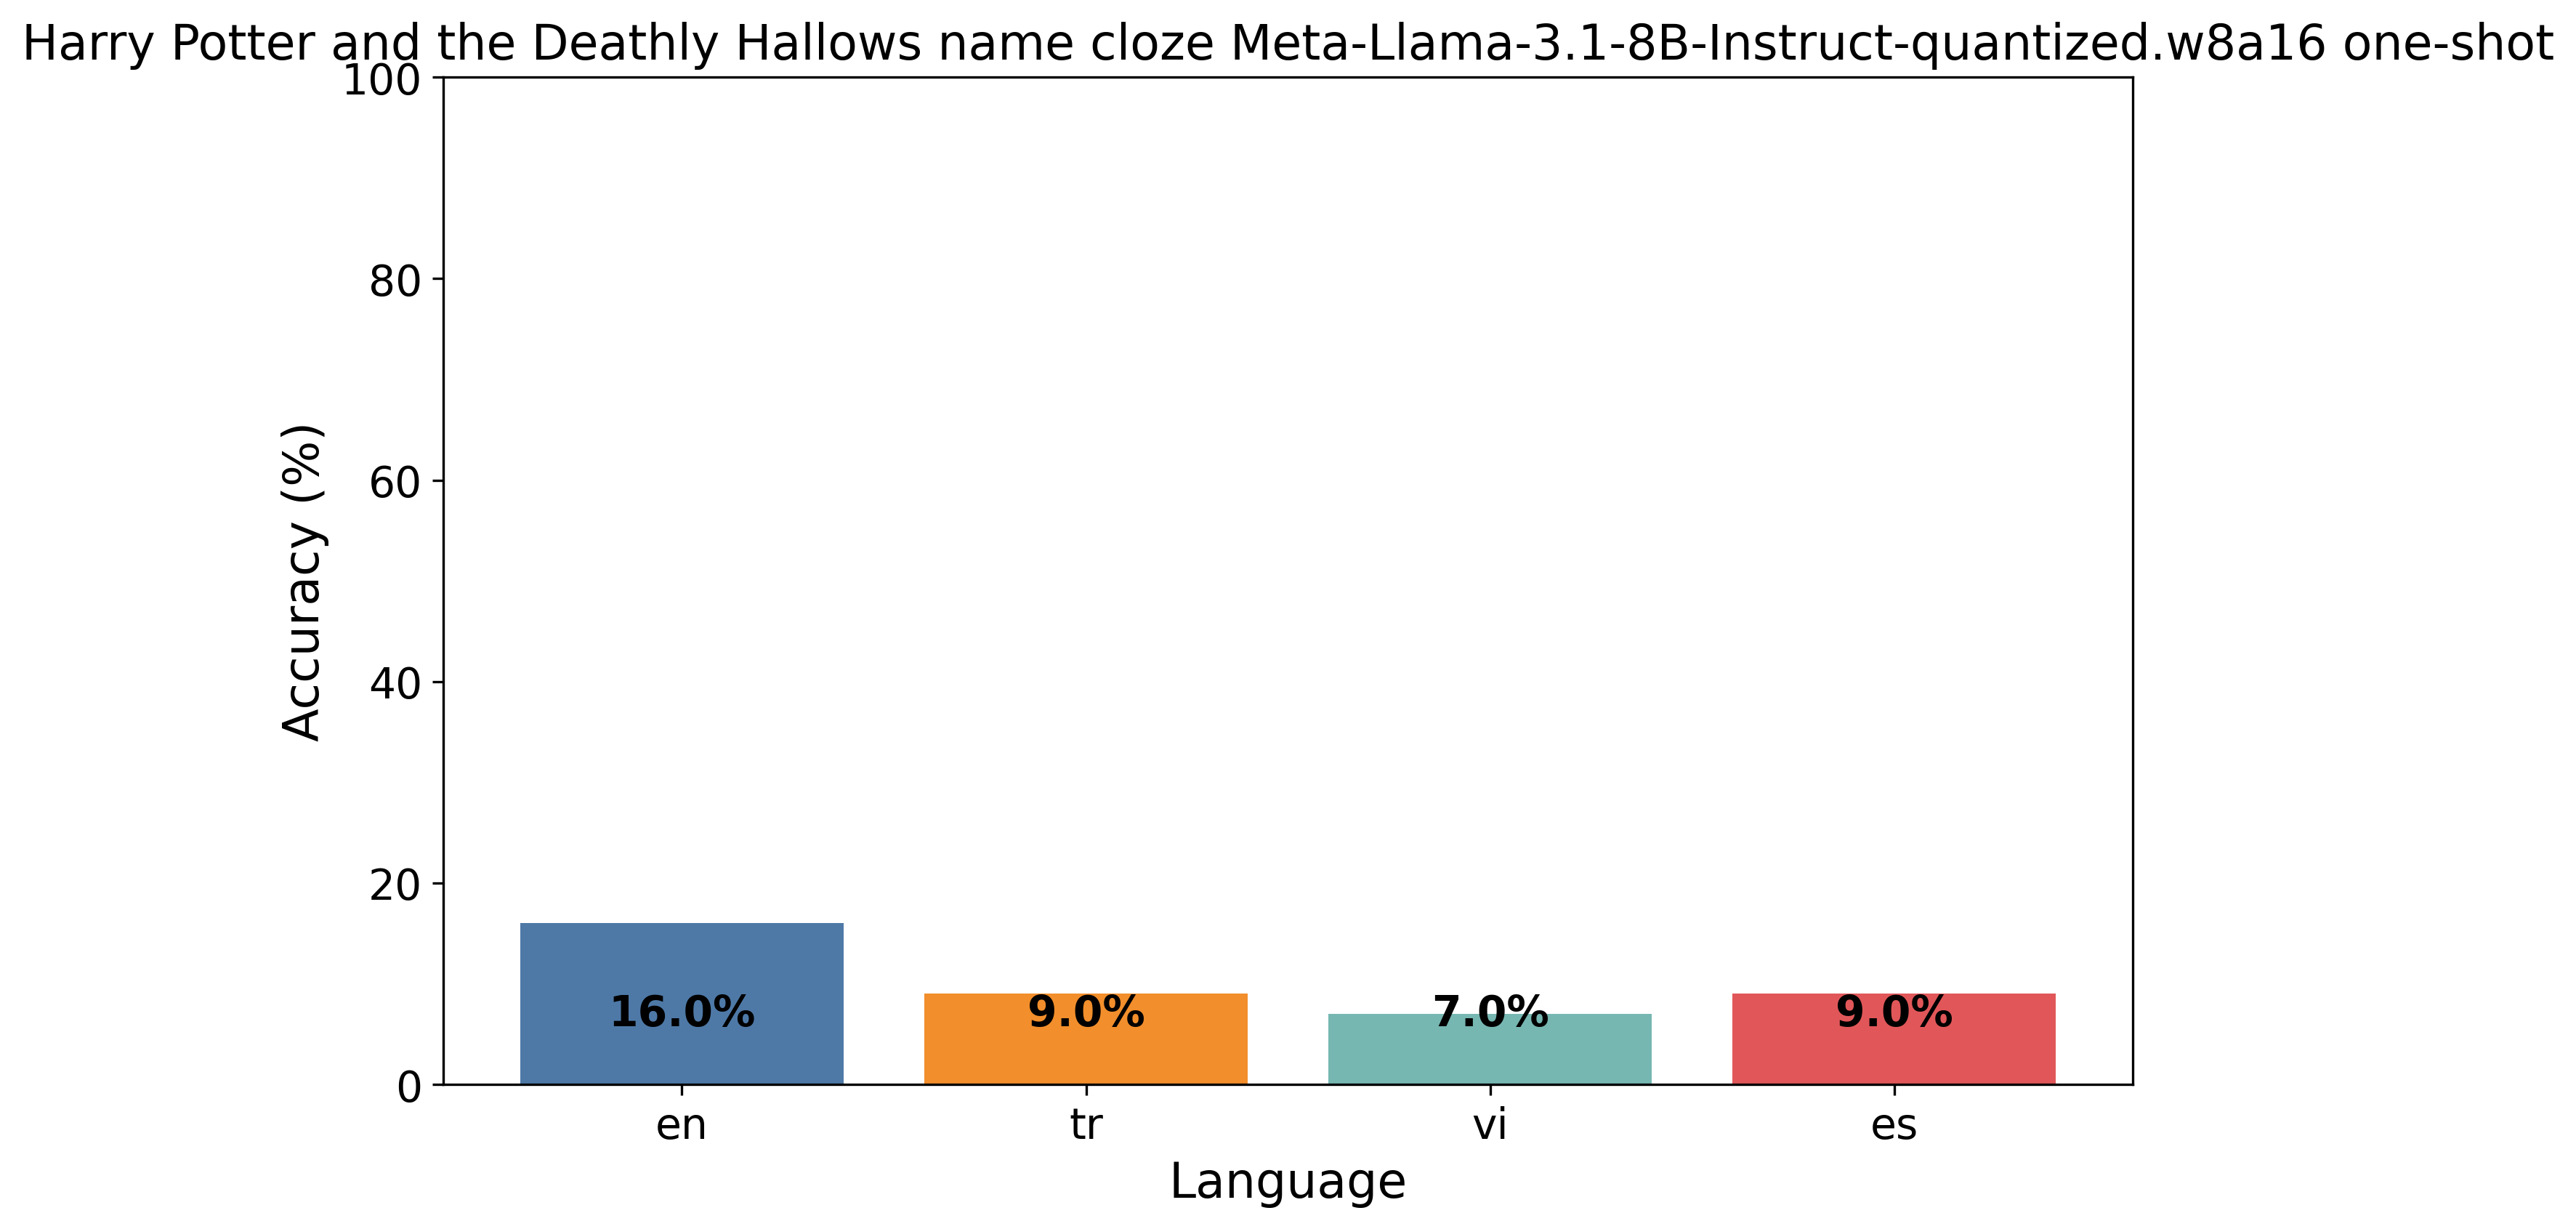 Harry Potter and the Deathly Hallows name cloze Meta-Llama-3.1-8B-Instruct-quantized.w8a16 one-shot
100
80
60
40
20
0
Accuracy (%)
16.0%
9.0%
7.0%
9.0%
en
tr
vi
es
Language